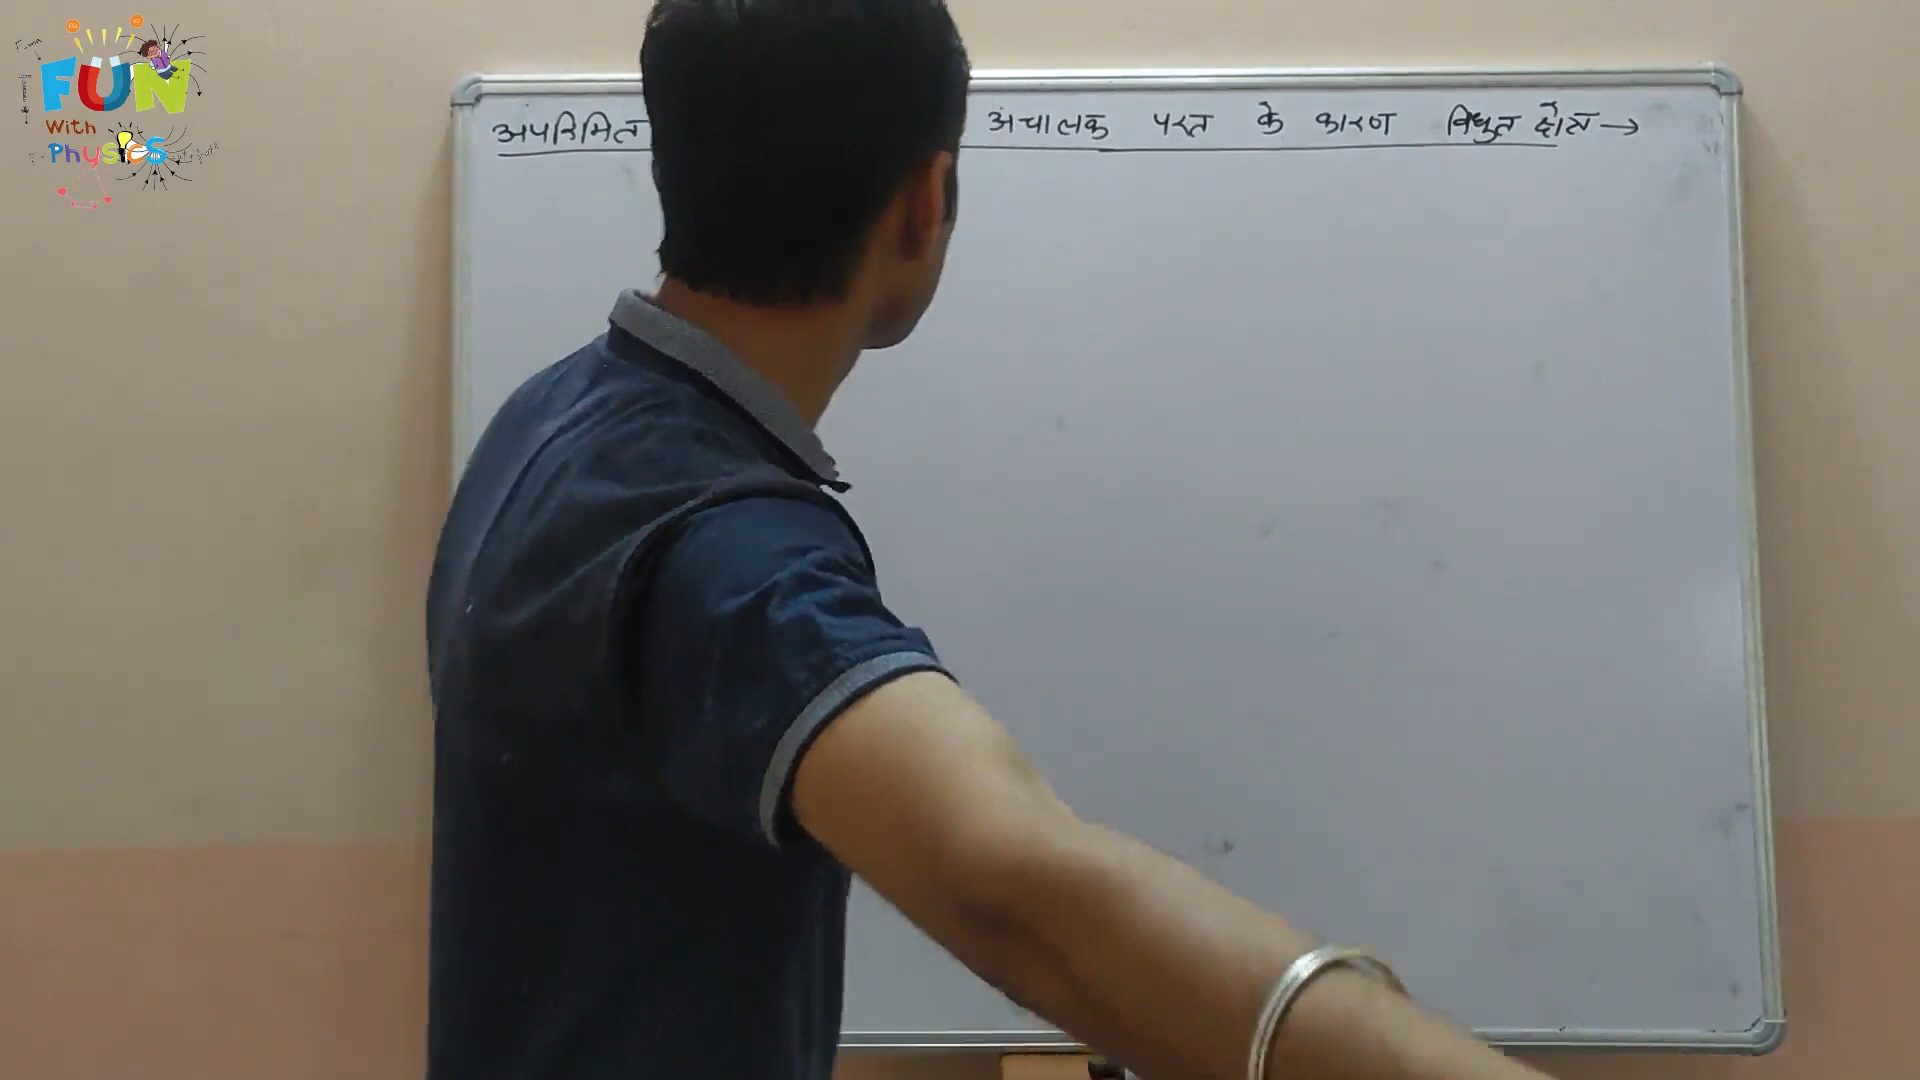 FUN
With
Physics
अपरिमित अचालक परत के कारण विधुत क्षेत्र →